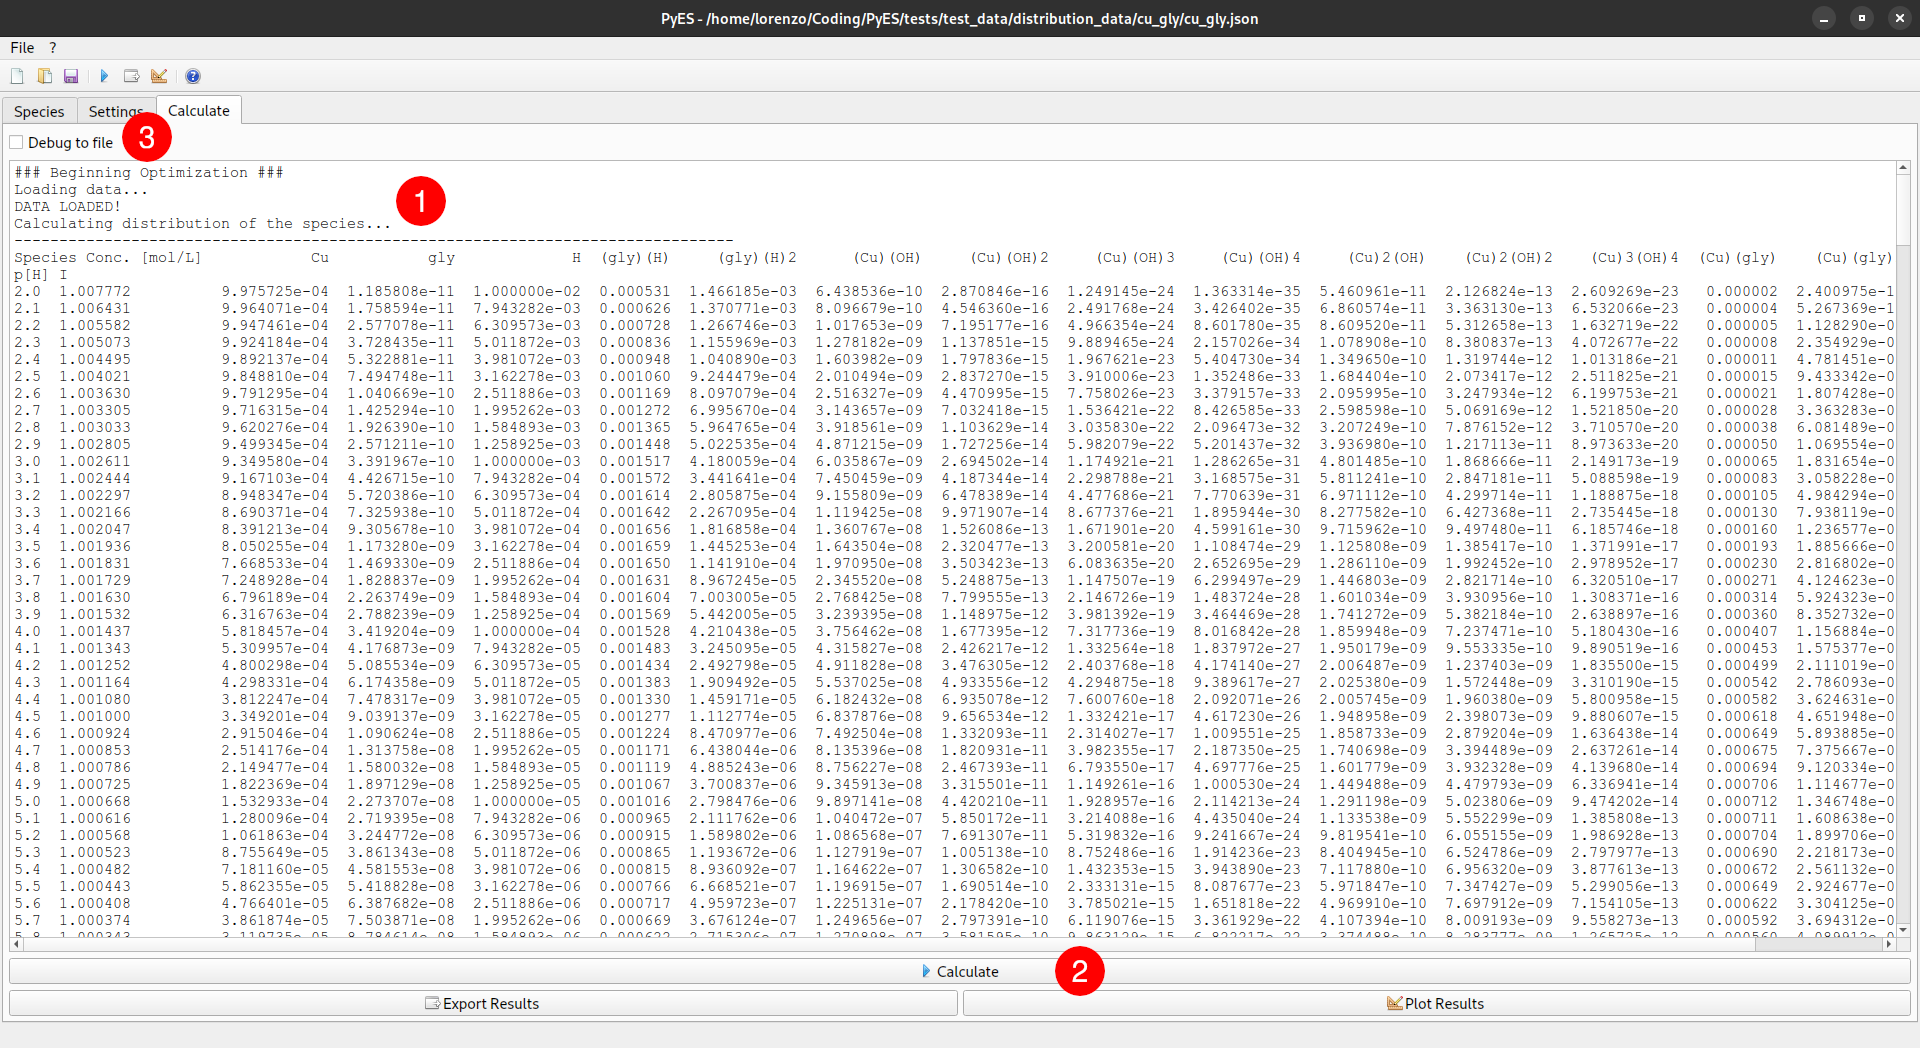 PyES - /home/lorenzo/Coding/PyES/tests/test_data/distribution_data/cu_gly/cu_gly.json
File ?
Species Settings Calculate
Debug to file 3
### Beginning Optimization ###
Loading data...
1
DATA LOADED!
Calculating distribution of the species...
--------------------------------------------------------------------------------
Species Conc. [mol/L] Cu gly H (gly)(H) (gly)(H)2 (Cu)(OH) (Cu)(OH)2 (Cu)(OH)3 (Cu)(OH)4 (Cu)2(OH) (Cu)2(OH)2 (Cu)3(OH)4 (Cu)(gly) (Cu)(gly)
p[H] I
2.0 1.007772 9.975725e-04 1.185808e-11 1.000000e-02 0.000531 1.466185e-03 6.438536e-10 2.870846e-16 1.249145e-24 1.363314e-35 5.460961e-11 2.126824e-13 2.609269e-23 0.000002 2.400975e-1
2.1 1.006431 9.964071e-04 1.758594e-11 7.943282e-03 0.000626 1.370771e-03 8.096679e-10 4.546360e-16 2.491768e-24 3.426402e-35 6.860574e-11 3.363130e-13 6.532066e-23 0.000004 5.267369e-1
2.2 1.005582 9.947461e-04 2.577078e-11 6.309573e-03 0.000728 1.266746e-03 1.017653e-09 7.195177e-16 4.966354e-24 8.601780e-35 8.609520e-11 5.312658e-13 1.632719e-22 0.000005 1.128290e-0
2.3 1.005073 9.924184e-04 3.728435e-11 5.011872e-03 0.000836 1.155969e-03 1.278182e-09 1.137851e-15 9.889465e-24 2.157026e-34 1.078908e-10 8.380837e-13 4.072677e-22 0.000008 2.354929e-0
2.4 1.004495 9.892137e-04 5.322881e-11 3.981072e-03 0.000948 1.040890e-03 1.603982e-09 1.797836e-15 1.967621e-23 5.404730e-34 1.349650e-10 1.319744e-12 1.013186e-21 0.000011 4.781451e-0
2.5 1.004021 9.848810e-04 7.494748e-11 3.162278e-03 0.001060 9.244479e-04 2.010494e-09 2.837270e-15 3.910006e-23 1.352486e-33 1.684404e-10 2.073417e-12 2.511825e-21 0.000015 9.433342e-0
2.6 1.003630 9.791295e-04 1.040669e-10 2.511886e-03 0.001169 8.097079e-04 2.516327e-09 4.470995e-15 7.758026e-23 3.379157e-33 2.095995e-10 3.247934e-12 6.199753e-21 0.000021 1.807428e-0
2.7 1.003305 9.716315e-04 1.425294e-10 1.995262e-03 0.001272 6.995670e-04 3.143657e-09 7.032418e-15 1.536421e-22 8.426585e-33 2.598598e-10 5.069169e-12 1.521850e-20 0.000028 3.363283e-0
2.8 1.003033 9.620276e-04 1.926390e-10 1.584893e-03 0.001365 5.964765e-04 3.918561e-09 1.103629e-14 3.035830e-22 2.096473e-32 3.207249e-10 7.876152e-12 3.710570e-20 0.000038 6.081489e-0
2.9 1.002805 9.499345e-04 2.571211e-10 1.258925e-03 0.001448 5.022535e-04 4.871215e-09 1.727256e-14 5.982079e-22 5.201437e-32 3.936980e-10 1.217113e-11 8.973633e-20 0.000050 1.069554e-0
3.0 1.002611 9.349580e-04 3.391967e-10 1.000000e-03 0.001517 4.180059e-04 6.035867e-09 2.694502e-14 1.174921e-21 1.286265e-31 4.801485e-10 1.868666e-11 2.149173e-19 0.000065 1.831654e-0
3.1 1.002444 9.167103e-04 4.426715e-10 7.943282e-04 0.001572 3.441641e-04 7.450459e-09 4.187344e-14 2.298788e-21 3.168575e-31 5.811241e-10 2.847181e-11 5.088598e-19 0.000083 3.058228e-0
3.2 1.002297 8.948347e-04 5.720386e-10 6.309573e-04 0.001614 2.805875e-04 9.155809e-09 6.478389e-14 4.477686e-21 7.770639e-31 6.971112e-10 4.299714e-11 1.188875e-18 0.000105 4.984294e-0
3.3 1.002166 8.690371e-04 7.325938e-10 5.011872e-04 0.001642 2.267095e-04 1.119425e-08 9.971907e-14 8.677376e-21 1.895944e-30 8.277582e-10 6.427368e-11 2.735445e-18 0.000130 7.938119e-0
3.4 1.002047 8.391213e-04 9.305678e-10 3.981072e-04 0.001656 1.816858e-04 1.360767e-08 1.526086e-13 1.671901e-20 4.599161e-30 9.715962e-10 9.497480e-11 6.185746e-18 0.000160 1.236577e-0
3.5 1.001936 8.050255e-04 1.173280e-09 3.162278e-04 0.001659 1.445253e-04 1.643504e-08 2.320477e-13 3.200581e-20 1.108474e-29 1.125808e-09 1.385417e-10 1.371991e-17 0.000193 1.885666e-0
3.6 1.001831 7.668533e-04 1.469330e-09 2.511886e-04 0.001650 1.141910e-04 1.970950e-08 3.503423e-13 6.083635e-20 2.652695e-29 1.286110e-09 1.992452e-10 2.978952e-17 0.000230 2.816802e-0
3.7 1.001729 7.248928e-04 1.828837e-09 1.995262e-04 0.001631 8.967245e-05 2.345520e-08 5.248875e-13 1.147507e-19 6.299497e-29 1.446803e-09 2.821714e-10 6.320510e-17 0.000271 4.124623e-0
3.8 1.001630 6.796189e-04 2.263749e-09 1.584893e-04 0.001604 7.003005e-05 2.768425e-08 7.799555e-13 2.146726e-19 1.483724e-28 1.601034e-09 3.930956e-10 1.308371e-16 0.000314 5.924323e-0
3.9 1.001532 6.316763e-04 2.788239e-09 1.258925e-04 0.001569 5.442005e-05 3.239395e-08 1.148975e-12 3.981392e-19 3.464469e-28 1.741272e-09 5.382184e-10 2.638897e-16 0.000360 8.352732e-0
4.0 1.001437 5.818457e-04 3.419204e-09 1.000000e-04 0.001528 4.210438e-05 3.756462e-08 1.677395e-12 7.317736e-19 8.016842e-28 1.859948e-09 7.237471e-10 5.180430e-16 0.000407 1.156884e-0
4.1 1.001343 5.309957e-04 4.176873e-09 7.943282e-05 0.001483 3.245095e-05 4.315827e-08 2.426217e-12 1.332564e-18 1.837972e-27 1.950179e-09 9.553335e-10 9.890519e-16 0.000453 1.575377e-0
4.2 1.001252 4.800298e-04 5.085534e-09 6.309573e-05 0.001434 2.492798e-05 4.911828e-08 3.476305e-12 2.403768e-18 4.174140e-27 2.006487e-09 1.237403e-09 1.835500e-15 0.000499 2.111019e-0
4.3 1.001164 4.298331e-04 6.174358e-09 5.011872e-05 0.001383 1.909492e-05 5.537025e-08 4.933556e-12 4.294875e-18 9.389617e-27 2.025380e-09 1.572448e-09 3.310190e-15 0.000542 2.786093e-0
4.4 1.001080 3.812247e-04 7.478317e-09 3.981072e-05 0.001330 1.459171e-05 6.182432e-08 6.935078e-12 7.600760e-18 2.092071e-26 2.005745e-09 1.960380e-09 5.800958e-15 0.000582 3.624631e-0
4.5 1.001000 3.349201e-04 9.039137e-09 3.162278e-05 0.001277 1.112774e-05 6.837876e-08 9.656534e-12 1.332421e-17 4.617230e-26 1.948958e-09 2.398073e-09 9.880607e-15 0.000618 4.651948e-0
4.6 1.000924 2.915046e-04 1.090624e-08 2.511886e-05 0.001224 8.470977e-06 7.492504e-08 1.332093e-11 2.314027e-17 1.009551e-25 1.858733e-09 2.879204e-09 1.636438e-14 0.000649 5.893885e-0
4.7 1.000853 2.514176e-04 1.313758e-08 1.995262e-05 0.001171 6.438044e-06 8.135396e-08 1.820931e-11 3.982355e-17 2.187350e-25 1.740698e-09 3.394489e-09 2.637261e-14 0.000675 7.375667e-0
4.8 1.000786 2.149477e-04 1.580032e-08 1.584893e-05 0.001119 4.885243e-06 8.756227e-08 2.467393e-11 6.793550e-17 4.697776e-25 1.601779e-09 3.932328e-09 4.139680e-14 0.000694 9.120334e-0
4.9 1.000725 1.822369e-04 1.897129e-08 1.258925e-05 0.001067 3.700837e-06 9.345913e-08 3.315501e-11 1.149261e-16 1.000530e-24 1.449488e-09 4.479793e-09 6.336941e-14 0.000706 1.114677e-0
5.0 1.000668 1.532933e-04 2.273707e-08 1.000000e-05 0.001016 2.798476e-06 9.897141e-08 4.420210e-11 1.928957e-16 2.114213e-24 1.291198e-09 5.023806e-09 9.474202e-14 0.000712 1.346748e-0
5.1 1.000616 1.280096e-04 2.719395e-08 7.943282e-06 0.000965 2.111762e-06 1.040472e-07 5.850172e-11 3.214088e-16 4.435040e-24 1.133538e-09 5.552299e-09 1.385808e-13 0.000711 1.608638e-0
5.2 1.000568 1.061863e-04 3.244772e-08 6.309573e-06 0.000915 1.589802e-06 1.086568e-07 7.691307e-11 5.319832e-16 9.241667e-24 9.819541e-10 6.055155e-09 1.986928e-13 0.000704 1.899706e-0
5.3 1.000523 8.755649e-05 3.861343e-08 5.011872e-06 0.000865 1.193672e-06 1.127919e-07 1.005138e-10 8.752486e-16 1.914236e-23 8.404945e-10 6.524786e-09 2.797977e-13 0.000690 2.218173e-0
5.4 1.000482 7.181160e-05 4.581553e-08 3.981072e-06 0.000815 8.936092e-07 1.164622e-07 1.306582e-10 1.432353e-15 3.943890e-23 7.117880e-10 6.956320e-09 3.877613e-13 0.000672 2.561132e-0
5.5 1.000443 5.862355e-05 5.418828e-08 3.162278e-06 0.000766 6.668521e-07 1.196915e-07 1.690514e-10 2.333131e-15 8.087677e-23 5.971847e-10 7.347427e-09 5.299056e-13 0.000649 2.924677e-0
5.6 1.000408 4.766401e-05 6.387682e-08 2.511886e-06 0.000717 4.959723e-07 1.225131e-07 2.178420e-10 3.785021e-15 1.651818e-22 4.969910e-10 7.697912e-09 7.154105e-13 0.000622 3.304125e-0
5.7 1.000374 3.861874e-05 7.503871e-08 1.995262e-06 0.000669 3.676124e-07 1.249656e-07 2.797391e-10 6.119076e-15 3.361929e-22 4.107394e-10 8.009193e-09 9.558273e-13 0.000592 3.694312e-0
Calculate 2
Export Results Plot Results